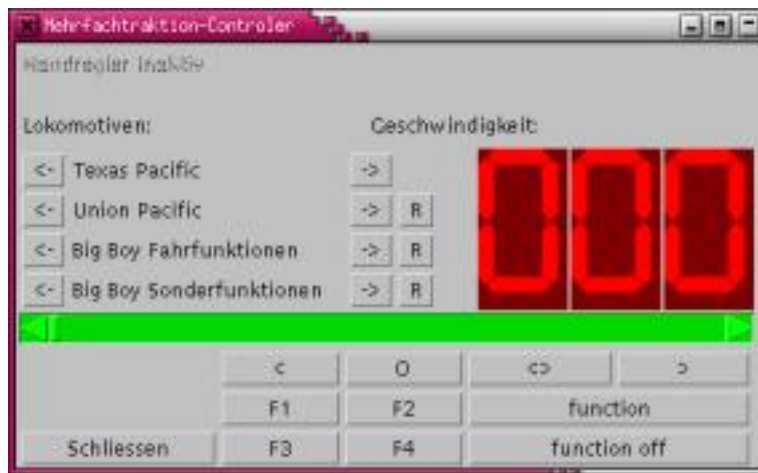 Mehrfachtraktion-Controler
Handregler inaktiv
Lokomotiven: Geschwindigkeit:
<- Texas Pacific ->
<- Union Pacific -> R
<- Big Boy Fahrfunktionen -> R
<- Big Boy Sonderfunktionen -> R
000
< O <> >
F1 F2 function
Schliessen F3 F4 function off